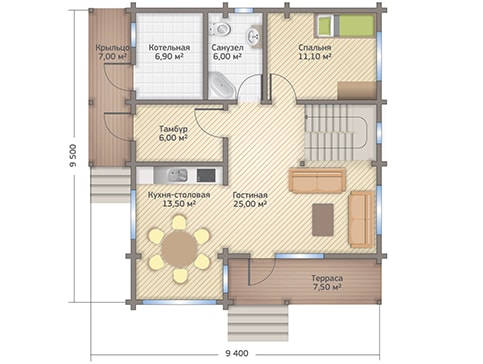 Крыльцо
7,00 м²
Котельная
6,90 м²
Санузел
6,00 м²
Спальня
11,10 м²
Тамбур
6,00 м²
Кухня-столовая
13,50 м²
Гостиная
25,00 м²
Терраса
7,50 м²
9 500
9 400